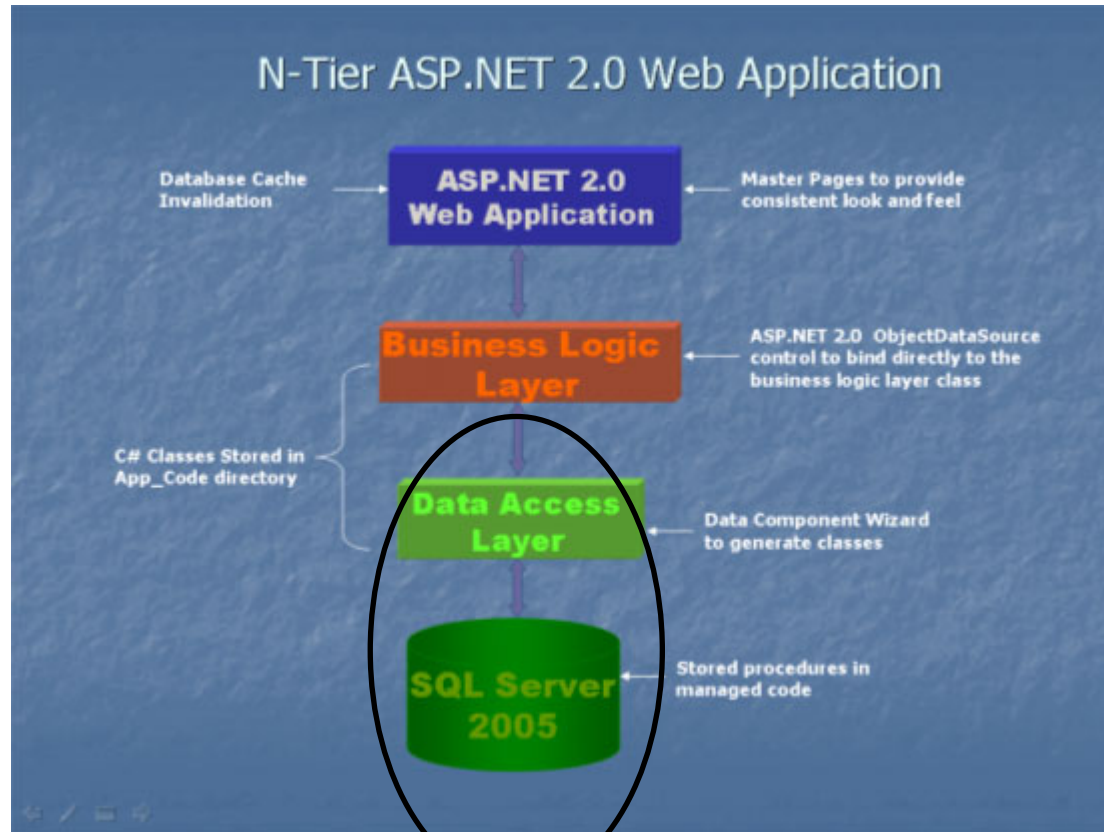 N-Tier ASP.NET 2.0 Web Application
Database Cache
Invalidation
ASP.NET 2.0
Web Application
Master Pages to provide
consistent look and feel
Business Logic
Layer
ASP.NET 2.0 ObjectDataSource
control to bind directly to the
business logic layer class
C# Classes Stored in
App_Code directory
Data Access
Layer
Data Component Wizard
to generate classes
SQL Server
2005
Stored procedures in
managed code